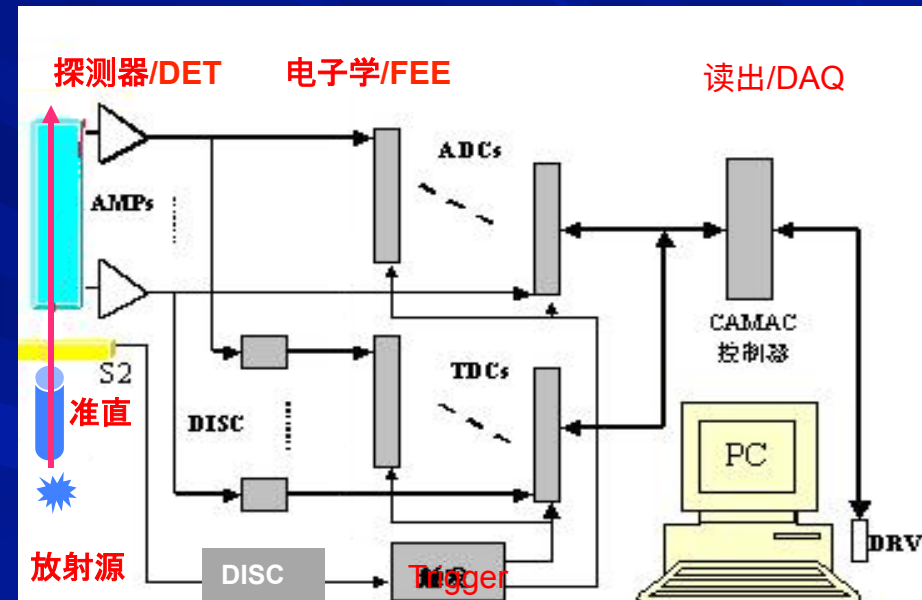 探测器/DET
电子学/FEE
读出/DAQ
ADCs
AMPs
CAMAC
控制器
S2
TDCs
准直
DISC
PC
放射源
DISC
Trigger
DRV